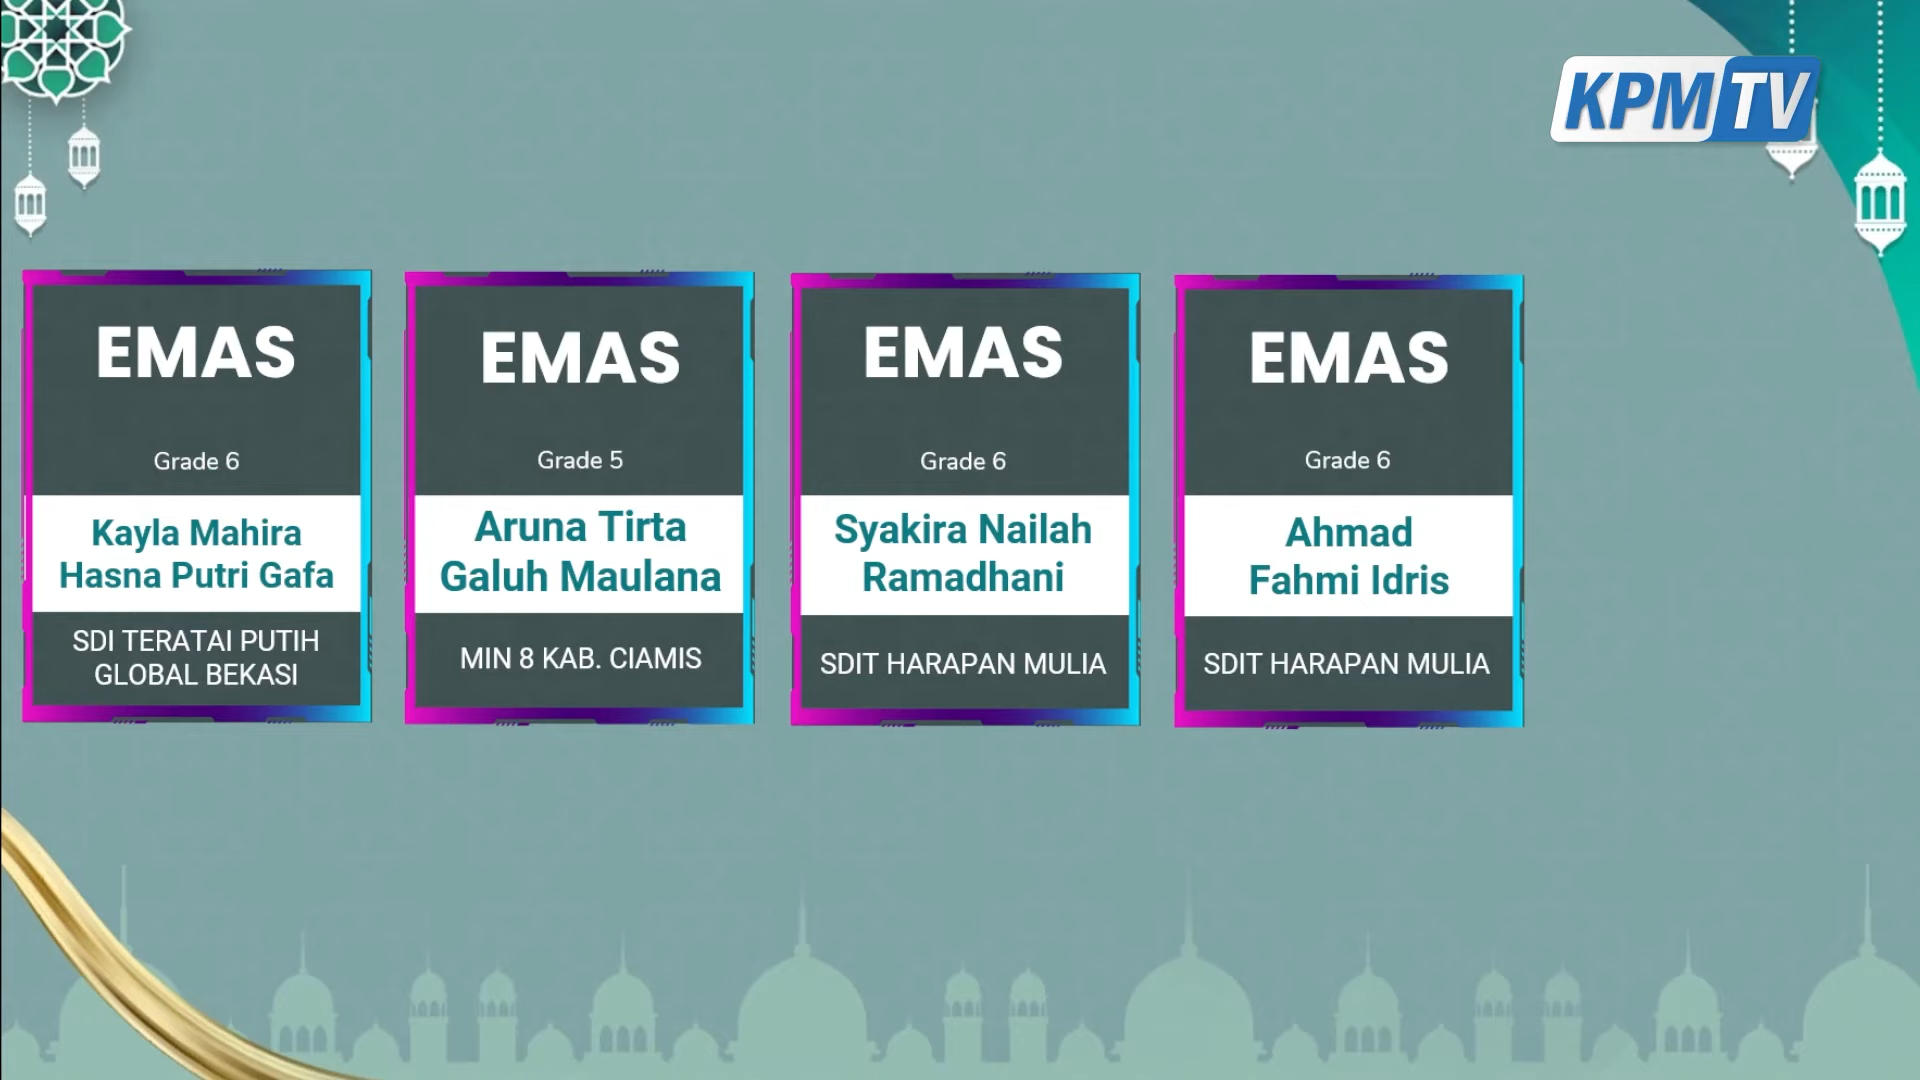 KPM TV
EMAS
Grade 6
Kayla Mahira
Hasna Putri Gafa
SDI TERATAI PUTIH
GLOBAL BEKASI
EMAS
Grade 5
Aruna Tirta
Galuh Maulana
MIN 8 KAB. CIAMIS
EMAS
Grade 6
Syakira Nailah
Ramadhani
SDIT HARAPAN MULIA
EMAS
Grade 6
Ahmad
Fahmi Idris
SDIT HARAPAN MULIA